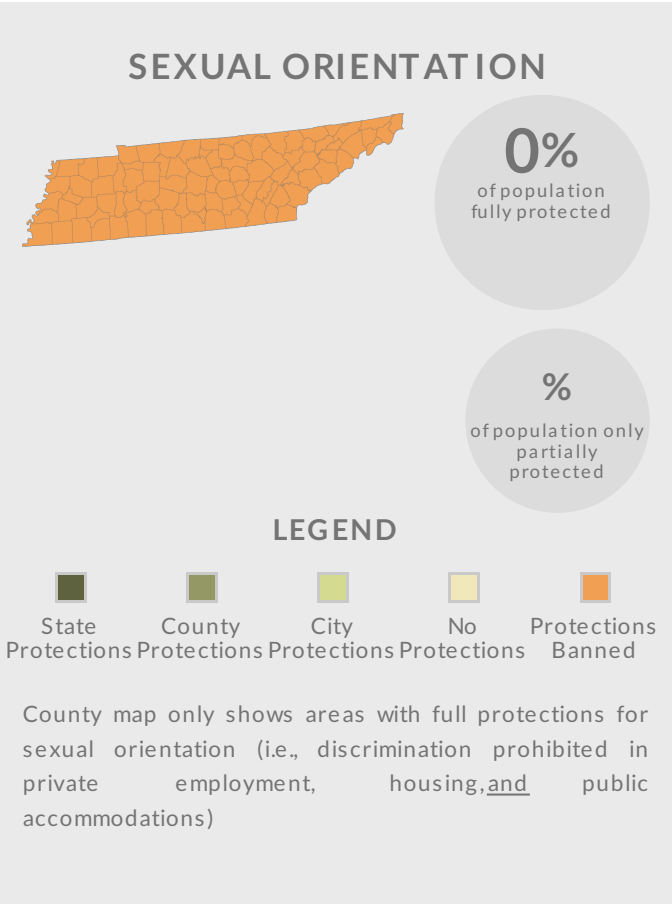 SEXUAL ORIENTATION
0%
of population
fully protected
%
of population only
partially
protected
LEGEND
State
Protections
County
Protections
City
Protections
No
Protections
Protections
Banned
County map only shows areas with full protections for
sexual orientation (i.e., discrimination prohibited in
private employment, housing,and public
accommodations)